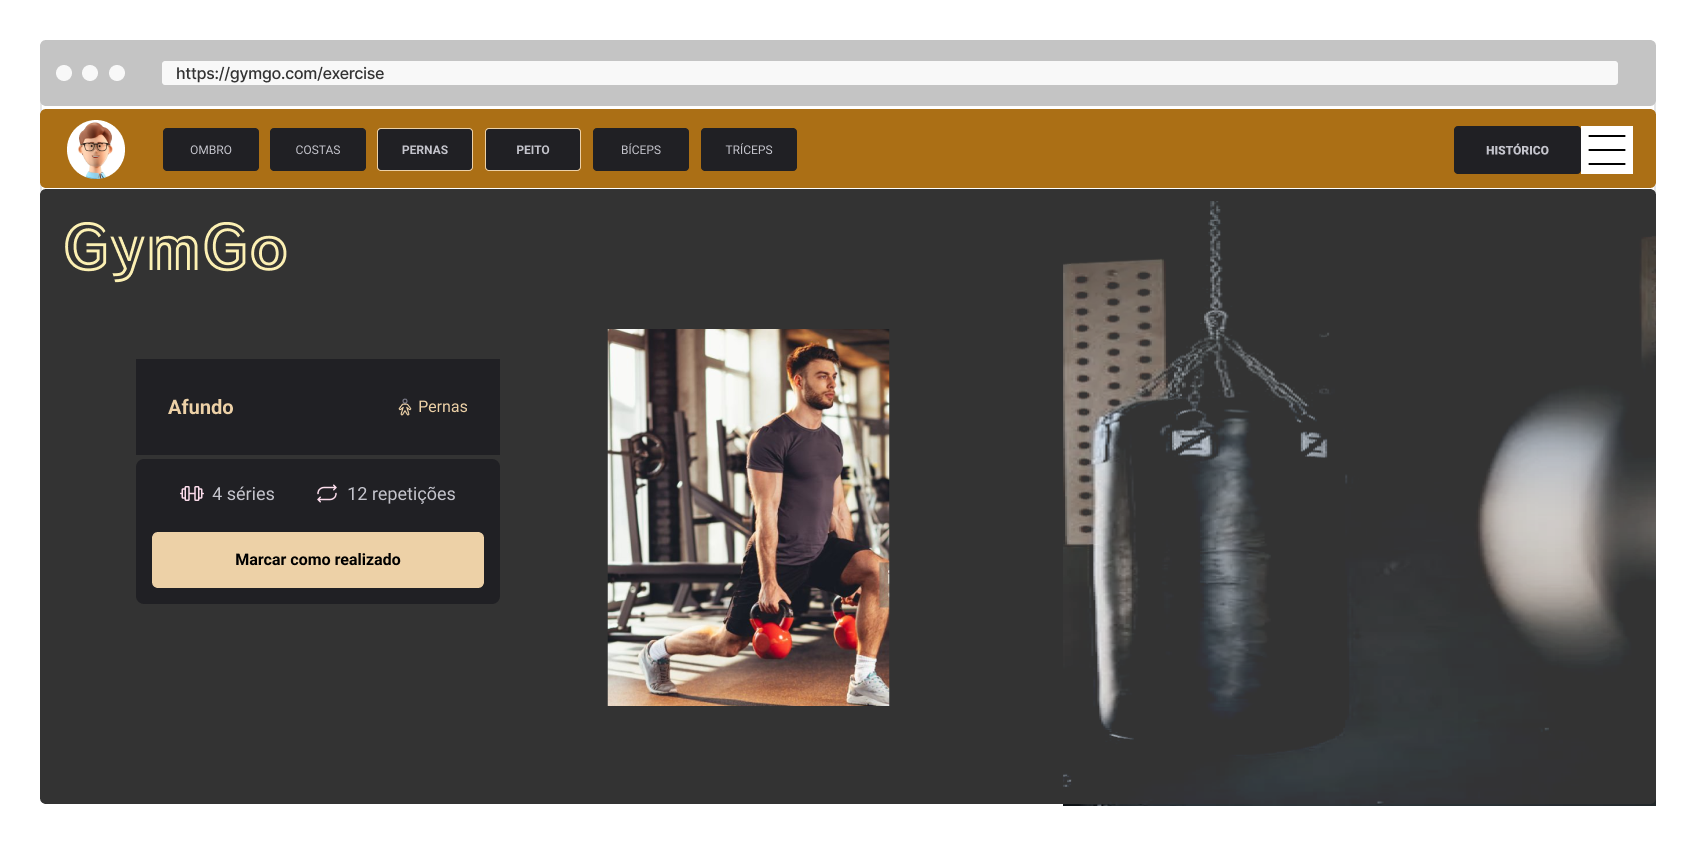 https://gymgo.com/exercise
OMBRO
COSTAS
PERNAS
PEITO
BÍCEPS
TRÍCEPS
HISTÓRICO
GymGo
Afundo
Pernas
4 séries
12 repetições
Marcar como realizado